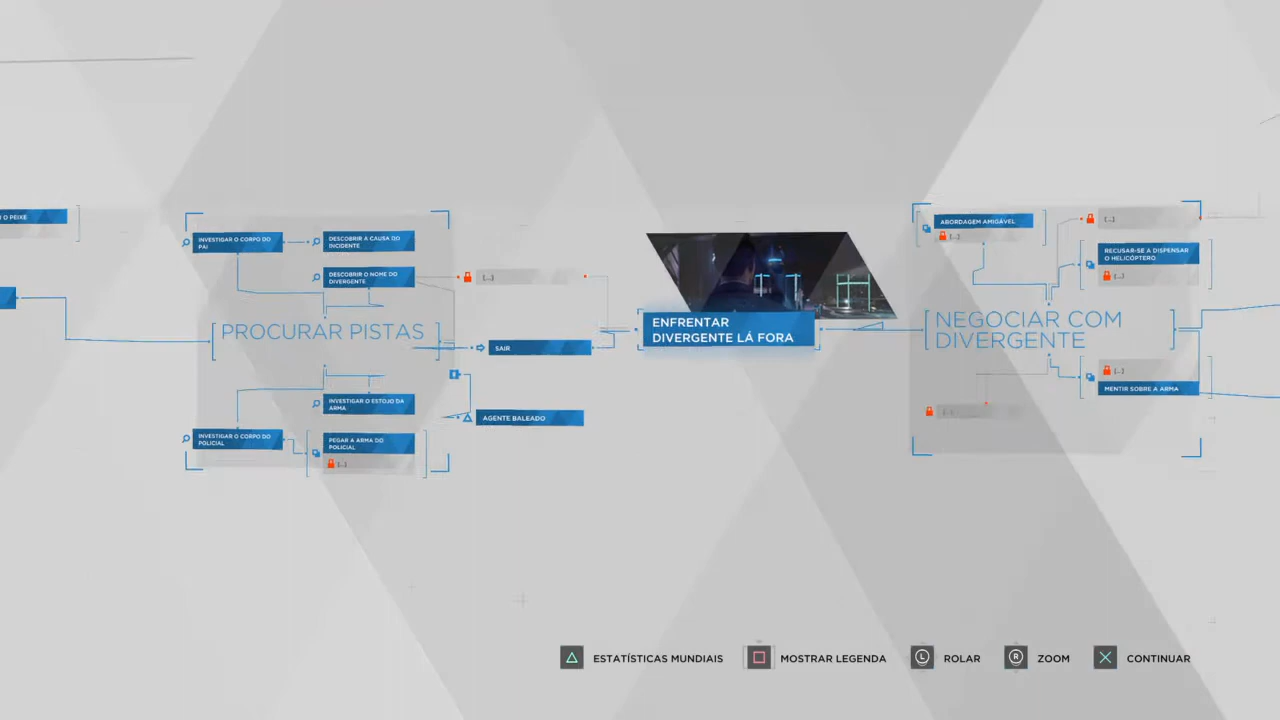 O PEIXE
INVESTIGAR O CORPO DO
PAI
DESCOBRIR A CAUSA DO
INCIDENTE
DESCOBRIR O NOME DO
DIVERGENTE
[...]
PROCURAR PISTAS
SAIR
INVESTIGAR O ESTOJO DA
ARMA
AGENTE BALEADO
INVESTIGAR O CORPO DO
POLICIAL
PEGAR A ARMA DO
POLICIAL
[...]
ENFRENTAR
DIVERGENTE LÁ FORA
ABORDAGEM AMIGÁVEL
[...]
[...]
RECUSAR-SE A DISPENSAR
O HELICÓPTERO
[...]
NEGOCIAR COM
DIVERGENTE
[...]
MENTIR SOBRE A ARMA
[...]
ESTATÍSTICAS MUNDIAIS
MOSTRAR LEGENDA
L
ROLAR
R
ZOOM
CONTINUAR